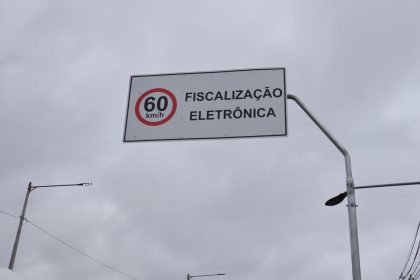 60
km/h
FISCALIZAÇÃO
ELETRÔNICA